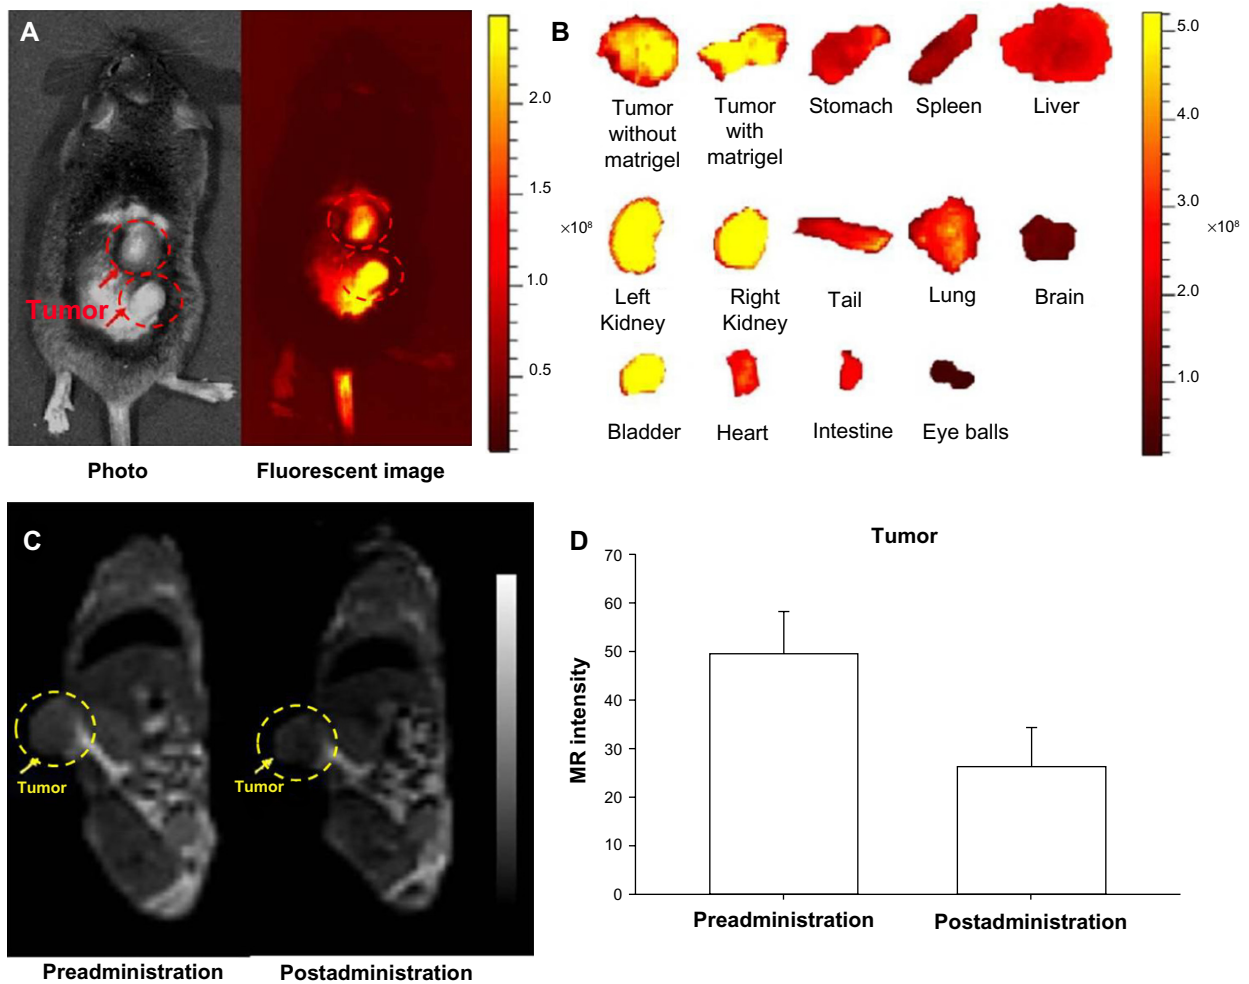 A
Tumor
2.0
1.5
×10⁸
1.0
0.5
Photo
Fluorescent image
B
Tumor without matrigel
Tumor with matrigel
Stomach
Spleen
Liver
Left Kidney
Right Kidney
Tail
Lung
Brain
Bladder
Heart
Intestine
Eye balls
5.0
4.0
3.0
×10⁸
2.0
1.0
C
Tumor
Tumor
Preadministration
Postadministration
D
Tumor
MR intensity
70
60
50
40
30
20
10
0
Preadministration
Postadministration